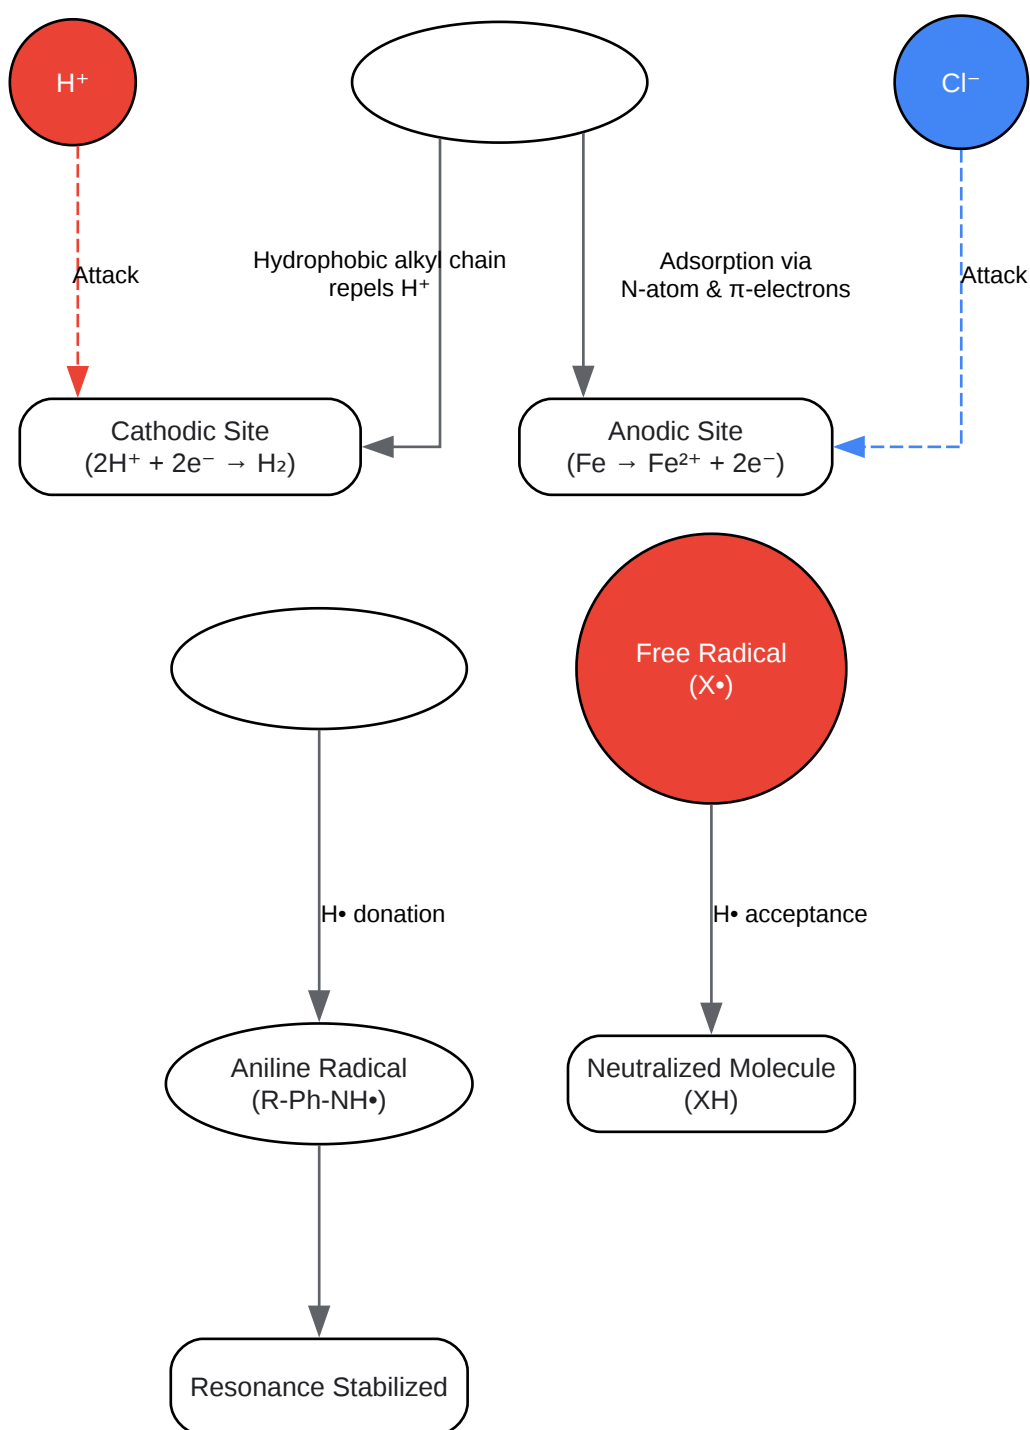 H⁺
Cl⁻
Attack
Hydrophobic alkyl chain
repels H⁺
Adsorption via
N-atom & π-electrons
Attack
Cathodic Site
(2H⁺ + 2e⁻ → H₂)
Anodic Site
(Fe → Fe²⁺ + 2e⁻)
Free Radical
(X•)
H• donation
H• acceptance
Aniline Radical
(R-Ph-NH•)
Neutralized Molecule
(XH)
Resonance Stabilized